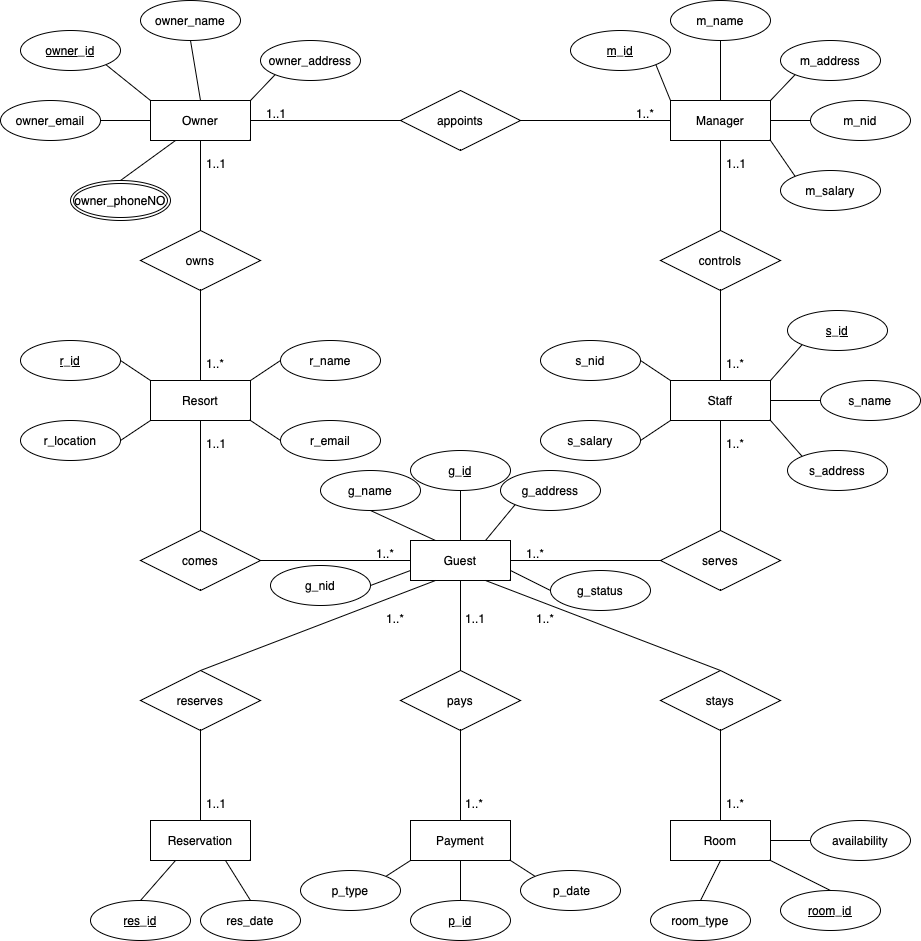 owner_name
m_name
owner_id
m_id
owner_address
m_address
owner_email
Owner
1..1
appoints
1..*
Manager
m_nid
1..1
1..1
owner_phoneNO
m_salary
owns
controls
s_id
r_id
1..*
r_name
s_nid
1..*
Resort
Staff
s_name
r_location
1..1
r_email
s_salary
1..*
s_address
g_id
g_name
g_address
comes
1..*
Guest
1..*
serves
g_nid
g_status
1..*
1..1
1..*
reserves
pays
stays
1..1
1..*
1..*
Reservation
Payment
Room
availability
p_type
p_date
res_id
res_date
p_id
room_type
room_id